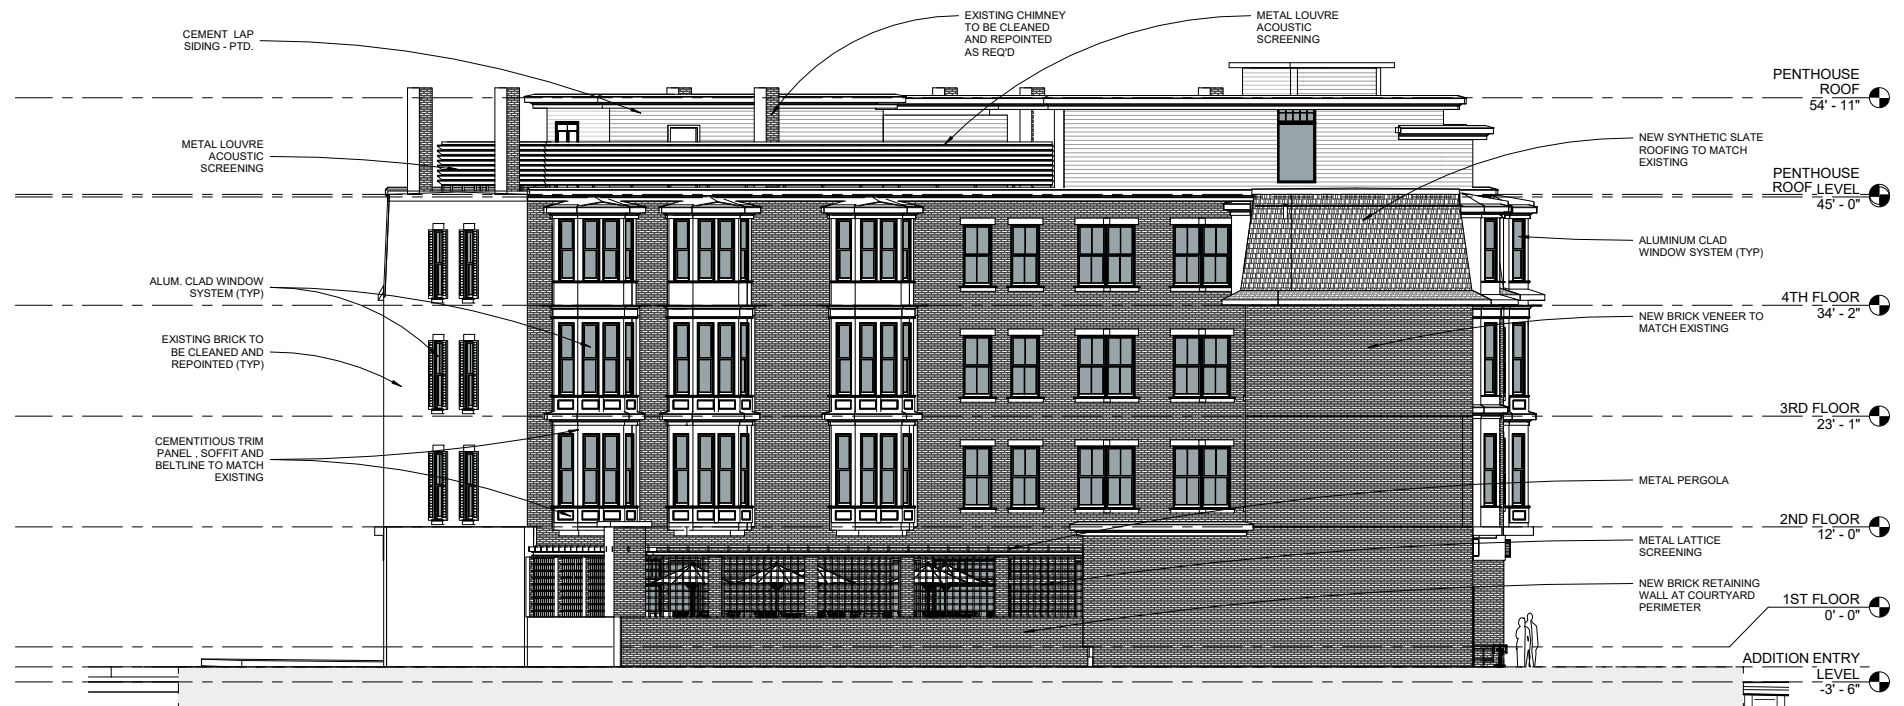 CEMENT LAP
SIDING - PTD.
METAL LOUVRE
ACOUSTIC
SCREENING
ALUM. CLAD WINDOW
SYSTEM (TYP)
EXISTING BRICK TO
BE CLEANED AND
REPOINTED (TYP)
CEMENTITIOUS TRIM
PANEL , SOFFIT AND
BELTLINE TO MATCH
EXISTING
EXISTING CHIMNEY
TO BE CLEANED
AND REPOINTED
AS REQ'D
METAL LOUVRE
ACOUSTIC
SCREENING
NEW SYNTHETIC SLATE
ROOFING TO MATCH
EXISTING
ALUMINUM CLAD
WINDOW SYSTEM (TYP)
NEW BRICK VENEER TO
MATCH EXISTING
METAL PERGOLA
METAL LATTICE
SCREENING
NEW BRICK RETAINING
WALL AT COURTYARD
PERIMETER
PENTHOUSE
ROOF
54' - 11"
PENTHOUSE
ROOF LEVEL
45' - 0"
4TH FLOOR
34' - 2"
3RD FLOOR
23' - 1"
2ND FLOOR
12' - 0"
1ST FLOOR
0' - 0"
ADDITION ENTRY
LEVEL
-3' - 6"